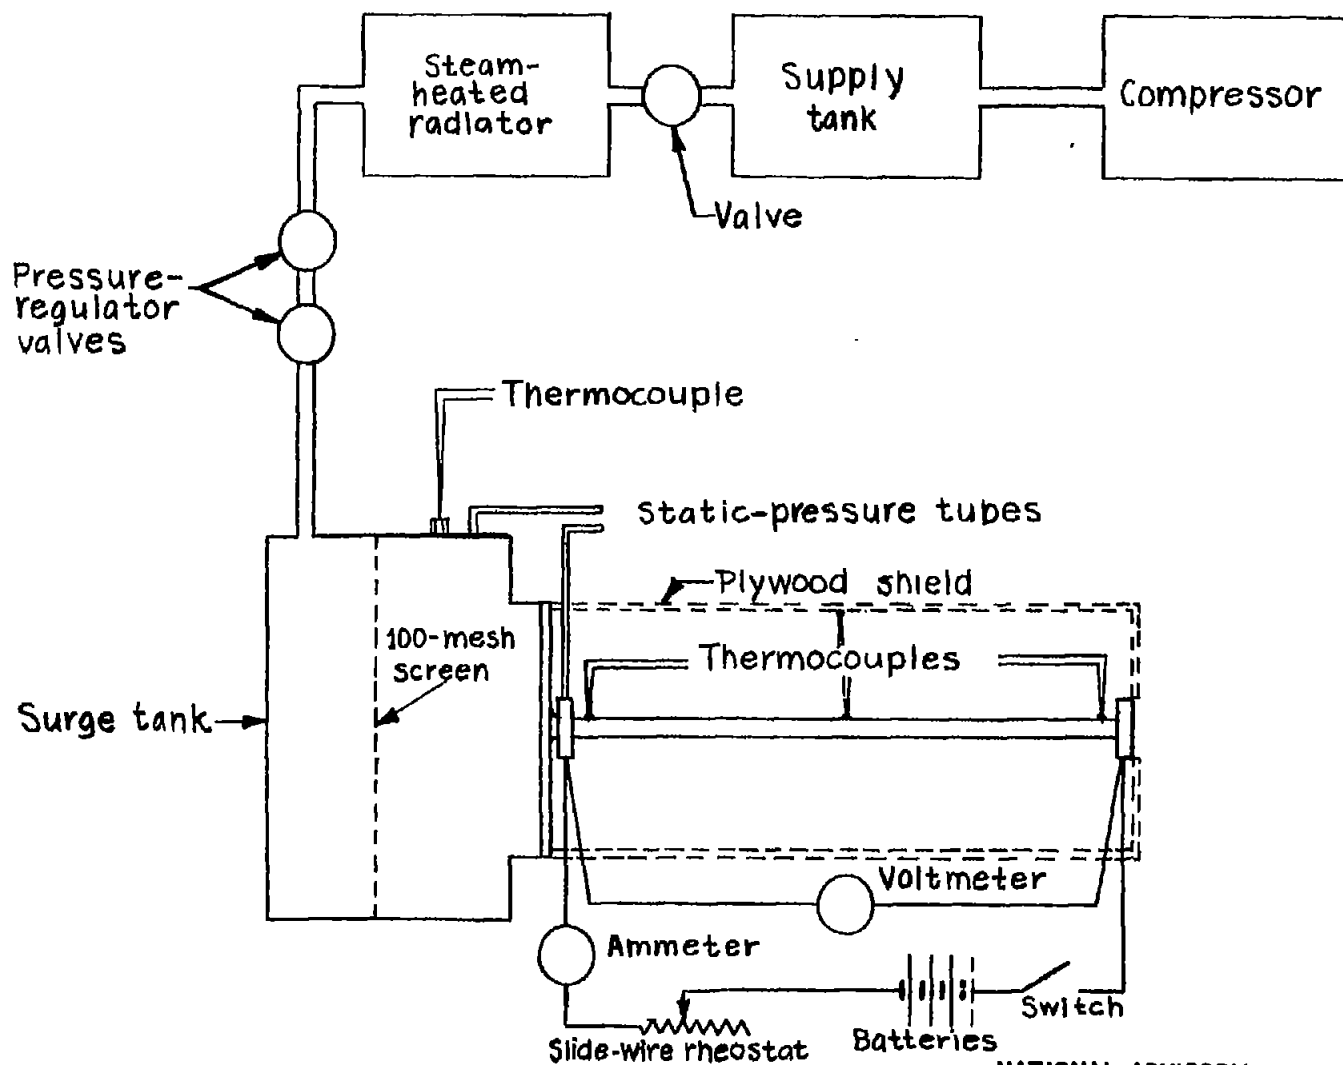 Steam-
heated
radiator
Supply
tank
Compressor
Valve
Pressure-
regulator
valves
Thermocouple
Static-pressure tubes
Plywood shield
100-mesh
screen
Thermocouples
Surge tank
Voltmeter
Ammeter
Switch
Batteries
Slide-wire rheostat